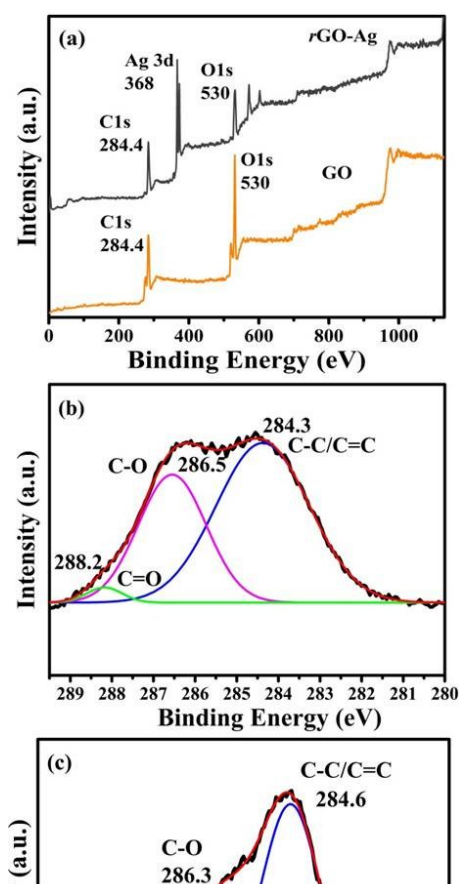 (a)
rGO-Ag
Ag 3d
368
O1s
530
C1s
284.4
O1s
530
GO
C1s
284.4
Intensity (a.u.)
0 200 400 600 800 1000
Binding Energy (eV)
(b)
284.3
C-C/C=C
C-O
286.5
288.2
C=O
Intensity (a.u.)
289 288 287 286 285 284 283 282 281 280
Binding Energy (eV)
(c)
C-C/C=C
284.6
C-O
286.3
(a.u.)